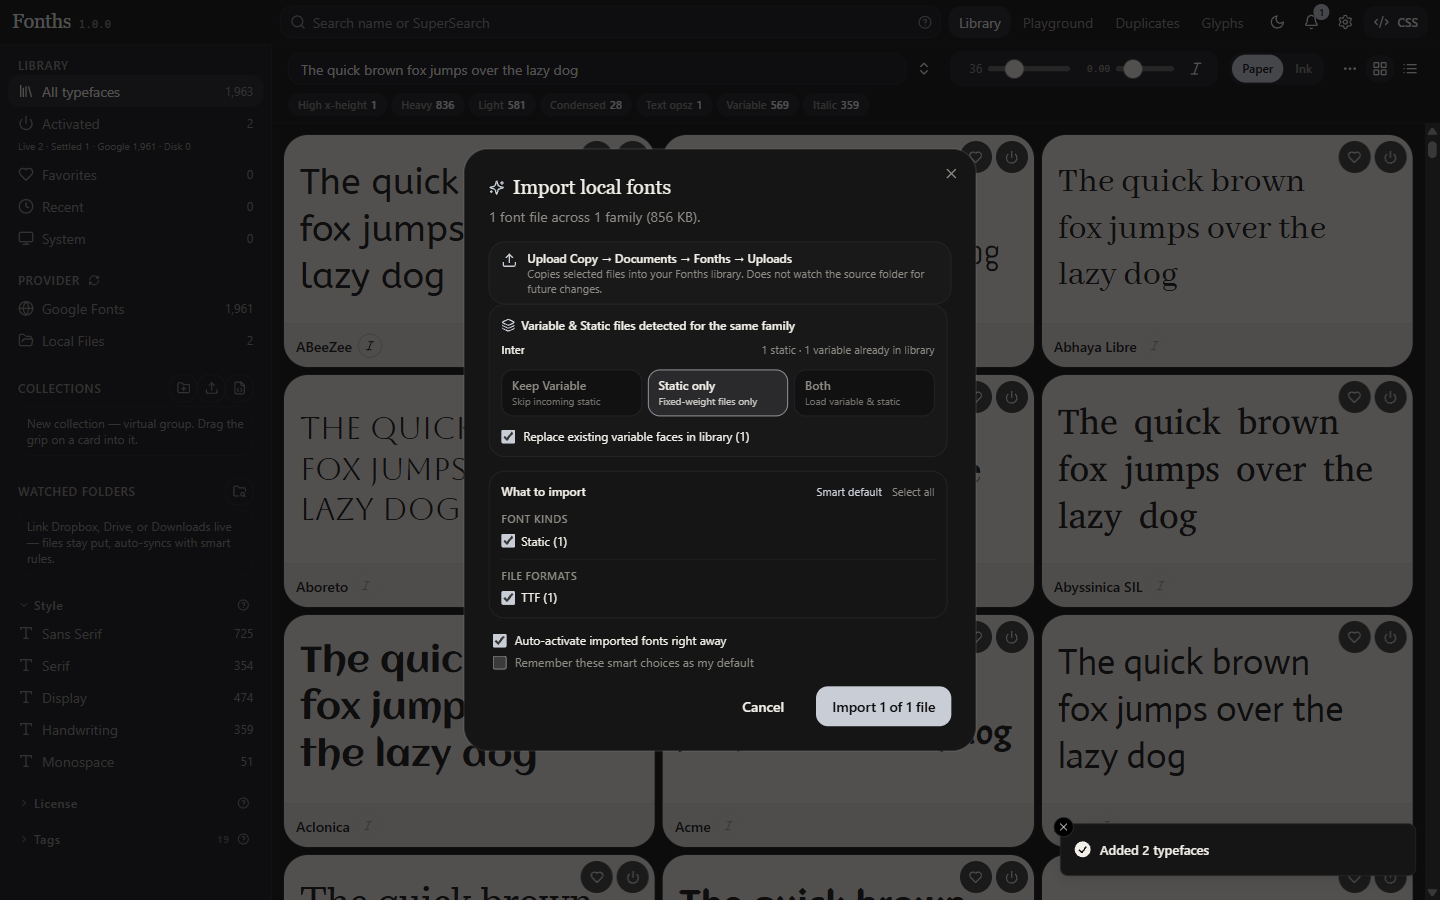 Fonths 1.0.0
Search name or SuperSearch
Library
Playground
Duplicates
Glyphs
1
CSS
LIBRARY
All typefaces 1,963
Activated 2
Live 2 · Settled 1 · Google 1,961 · Disk 0
Favorites 0
Recent 0
System 0
PROVIDER
Google Fonts 1,961
Local Files 2
COLLECTIONS
New collection — virtual group. Drag the
grip on a card into it.
WATCHED FOLDERS
Link Dropbox, Drive, or Downloads live
— files stay put, auto-syncs with smart
rules.
Style
Sans Serif 725
Serif 354
Display 474
Handwriting 359
Monospace 51
License
Tags 19
The quick brown fox jumps over the lazy dog
36
0.00
Paper
Ink
High x-height 1
Heavy 836
Light 581
Condensed 28
Text opsz 1
Variable 569
Italic 359
The quick
fox jumps
lazy dog
ABeeZee
The quick brown
fox jumps over the
lazy dog
Abhaya Libre
THE QUICK
FOX JUMPS
LAZY DOG
Aboreto
The quick brown
fox jumps over the
lazy dog
Abyssinica SIL
The quic
fox jump
the lazy dog
Aclonica
og
Acme
The quick brown
fox jumps over the
lazy dog
The quick brown
The quick brown
Import local fonts
1 font file across 1 family (856 KB).
Upload Copy → Documents → Fonths → Uploads
Copies selected files into your Fonths library. Does not watch the source folder for
future changes.
Variable & Static files detected for the same family
Inter
1 static · 1 variable already in library
Keep Variable
Skip incoming static
Static only
Fixed-weight files only
Both
Load variable & static
Replace existing variable faces in library (1)
What to import
Smart default
Select all
FONT KINDS
Static (1)
FILE FORMATS
TTF (1)
Auto-activate imported fonts right away
Remember these smart choices as my default
Cancel
Import 1 of 1 file
Added 2 typefaces